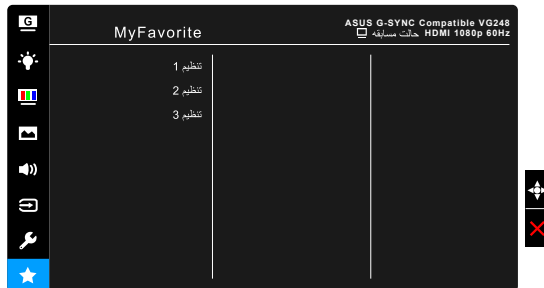 G
MyFavorite
ASUS G-SYNC Compatible VG248
حالت مسابقه HDMI 1080p 60Hz
تنظیم 1
تنظیم 2
تنظیم 3